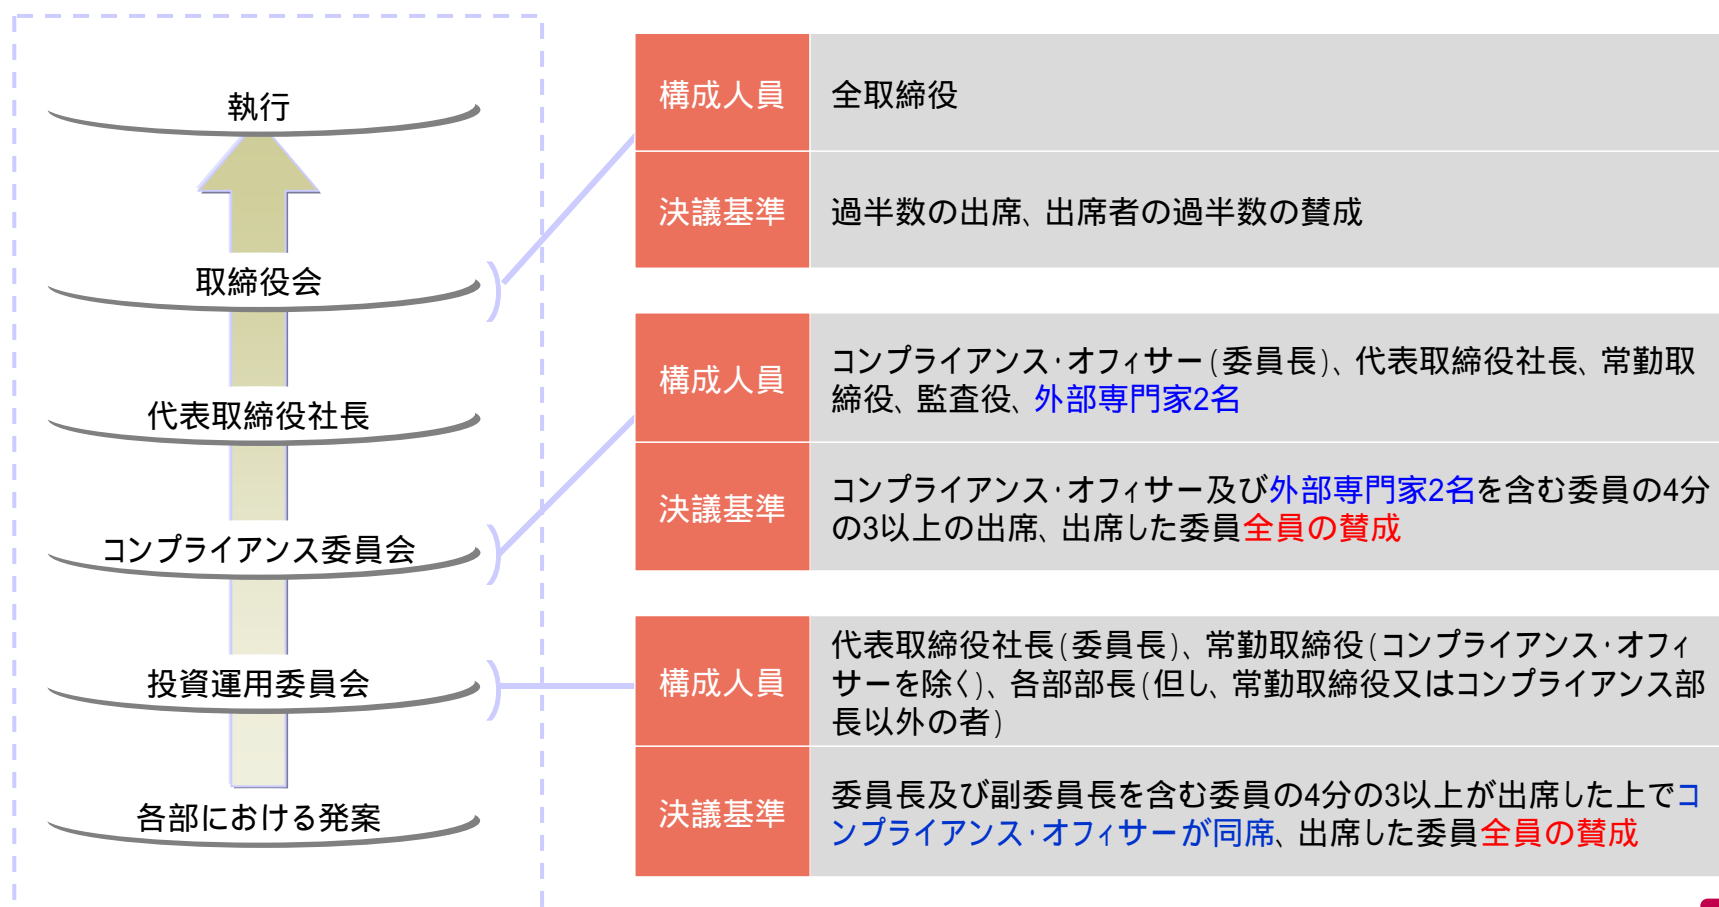 執行
取締役会
代表取締役社長
コンプライアンス委員会
投資運用委員会
各部における発案
構成人員
全取締役
決議基準
過半数の出席、出席者の過半数の賛成
構成人員
コンプライアンス・オフィサー(委員長)、代表取締役社長、常勤取
締役、監査役、外部専門家2名
決議基準
コンプライアンス・オフィサー及び外部専門家2名を含む委員の4分
の3以上の出席、出席した委員全員の賛成
構成人員
代表取締役社長(委員長)、常勤取締役(コンプライアンス・オフィ
サーを除く)、各部部長(但し、常勤取締役又はコンプライアンス部
長以外の者)
決議基準
委員長及び副委員長を含む委員の4分の3以上が出席した上でコ
ンプライアンス・オフィサーが同席、出席した委員全員の賛成